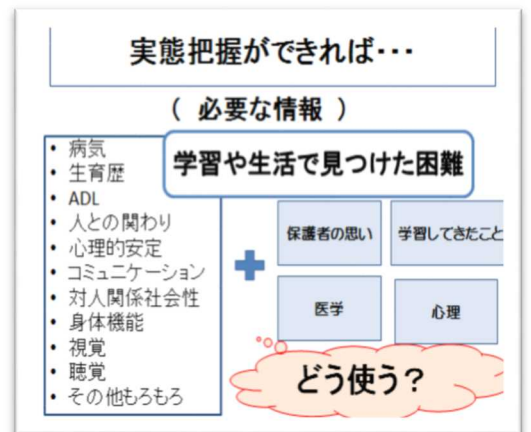 実態把握ができれば･･･
（ 必要な情報 ）
学習や生活で見つけた困難
• 病気
• 生育歴
• ADL
• 人との関わり
• 心理的安定
• コミュニケーション
• 対人関係社会性
• 身体機能
• 視覚
• 聴覚
• その他もろもろ
保護者の思い
学習してきたこと
医学
心理
どう使う？